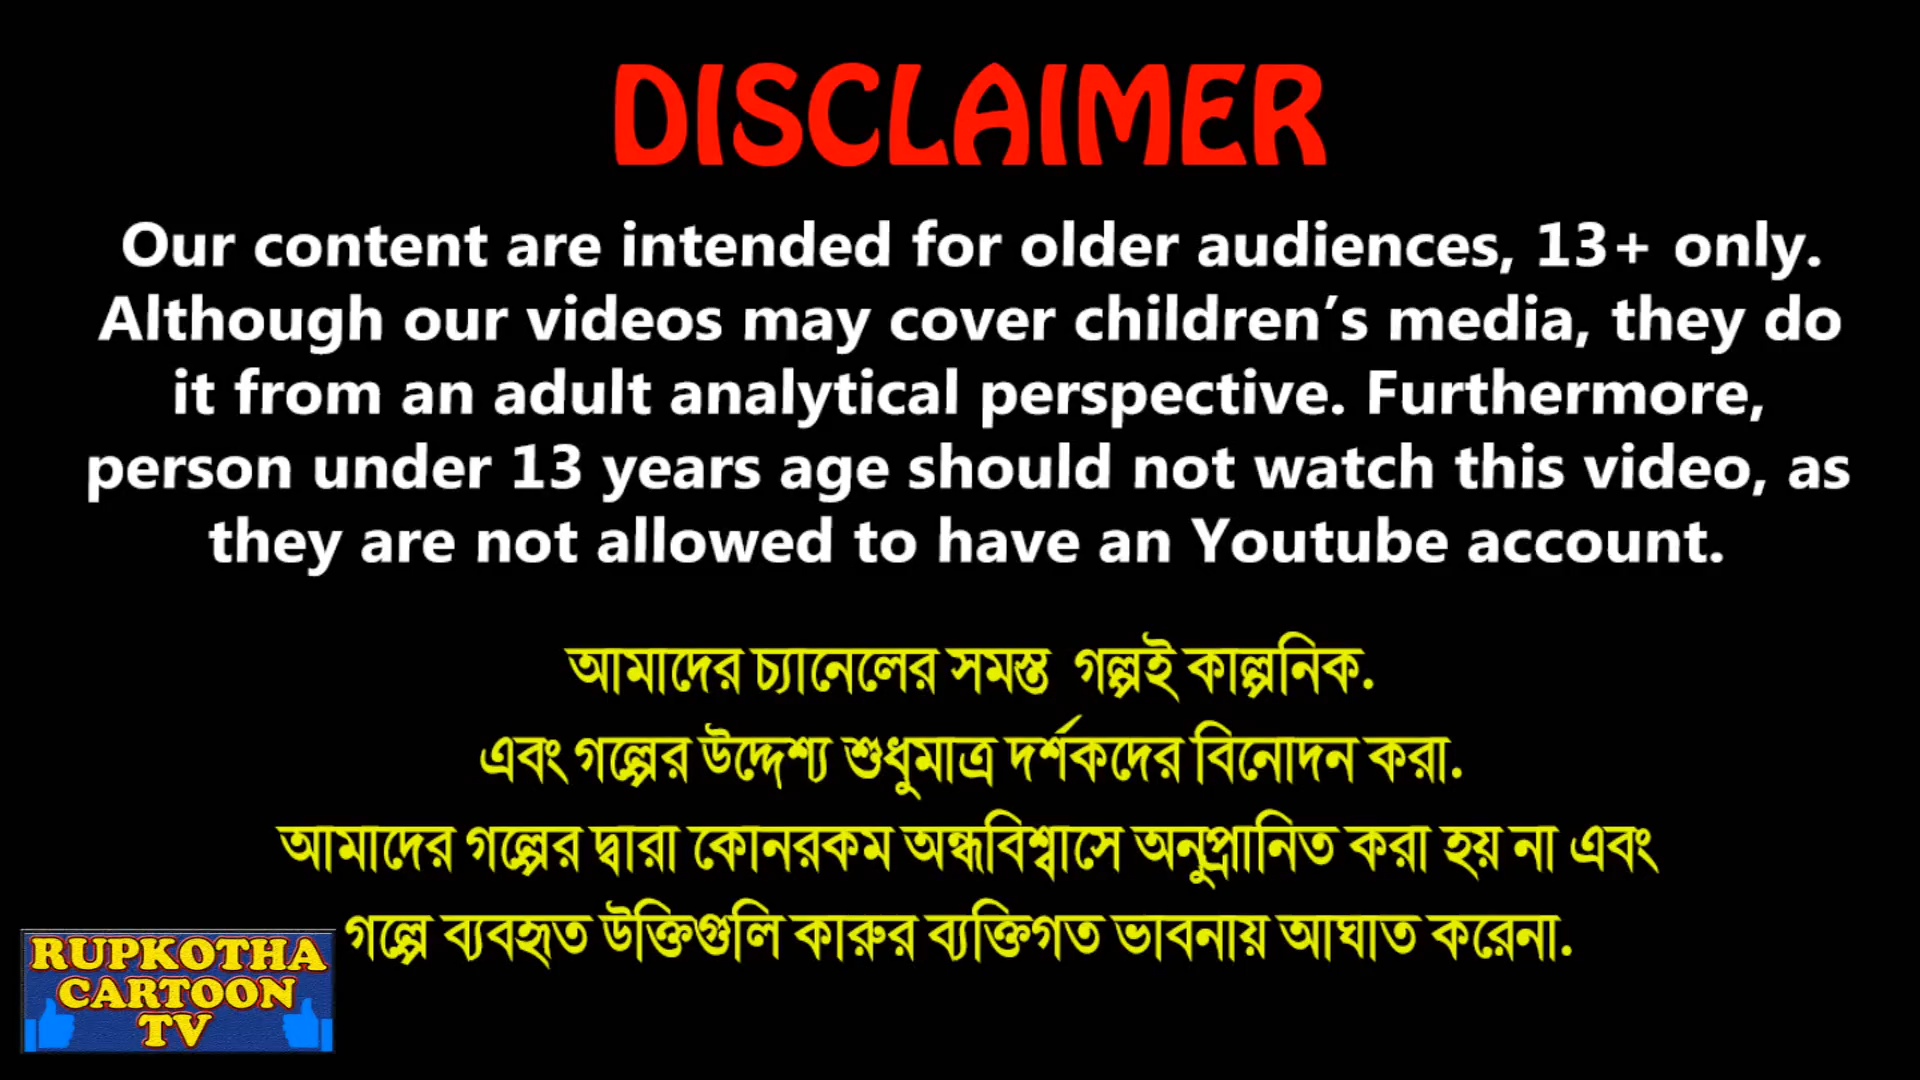 DISCLAIMER
Our content are intended for older audiences, 13+ only.
Although our videos may cover children’s media, they do
it from an adult analytical perspective. Furthermore,
person under 13 years age should not watch this video, as
they are not allowed to have an Youtube account.
আমাদের চ্যানেলের সমস্ত গল্পই কাল্পনিক.
এবং গল্পের উদ্দেশ্য শুধুমাত্র দর্শকদের বিনোদন করা.
আমাদের গল্পের দ্বারা কোনরকম অন্ধবিশ্বাসে অনুপ্রানিত করা হয় না এবং
গল্পে ব্যবহৃত উক্তিগুলি কারুর ব্যক্তিগত ভাবনায় আঘাত করেনা.
RUPKOTHA
CARTOON
TV